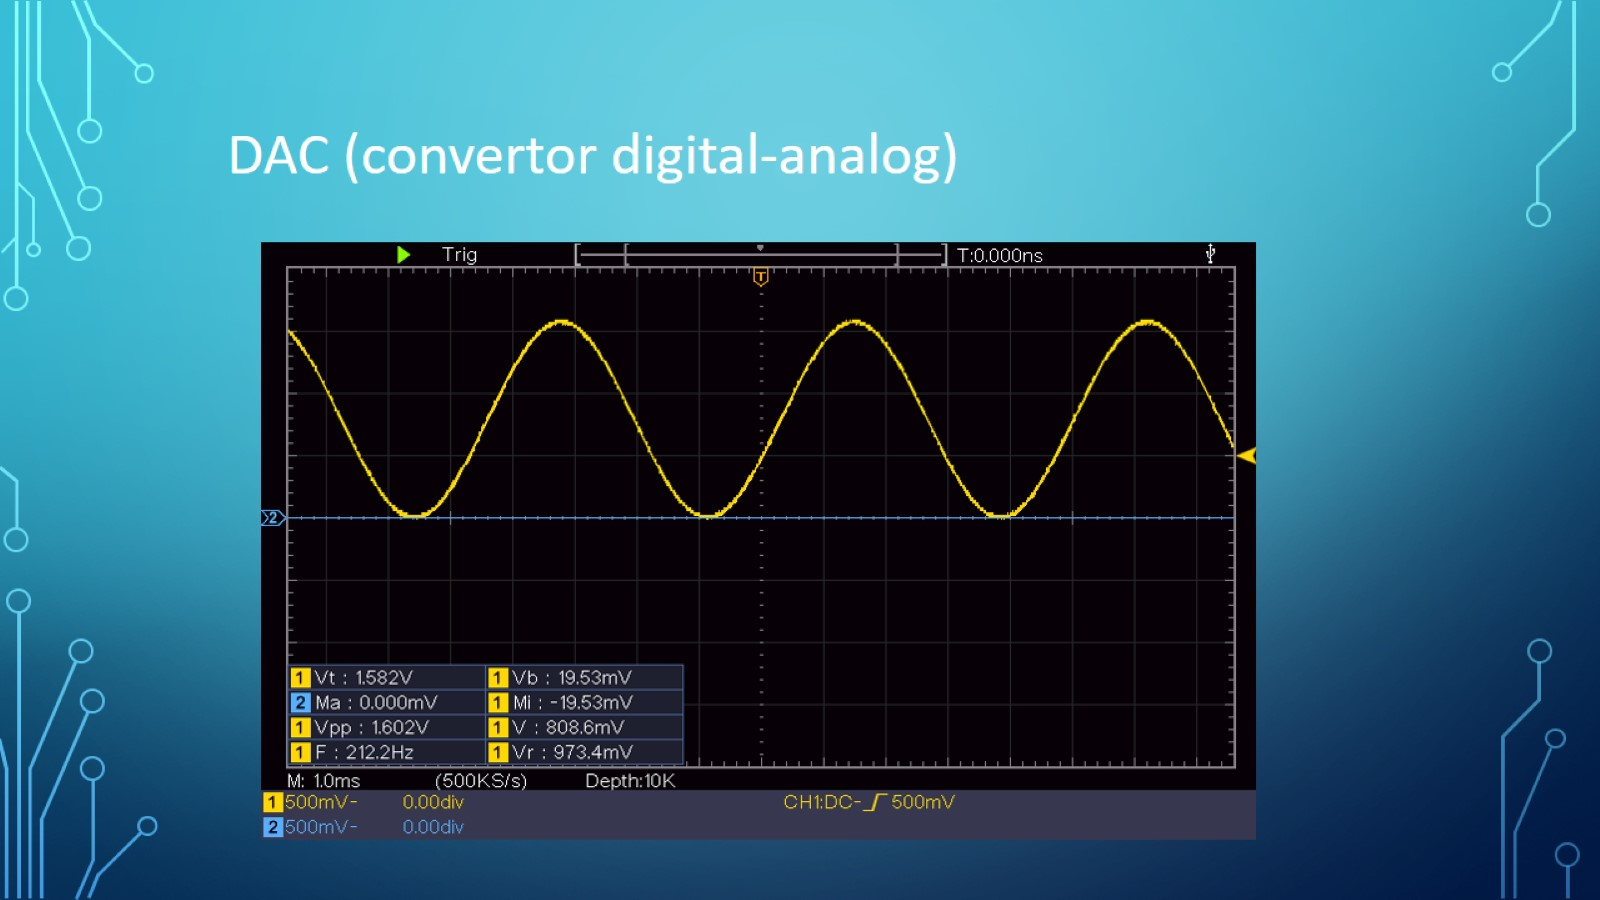 DAC (convertor digital-analog)
Trig T:0.000ns
T
2
1 Vt : 1.582V 1 Vb : 19.53mV
2 Ma : 0.000mV 1 Mi : -19.53mV
1 Vpp : 1.602V 1 V : 808.6mV
1 F : 212.2Hz 1 Vr : 973.4mV
M: 1.0ms (500KS/s) Depth:10K
1 500mV- 0.00div CH1:DC- 500mV
2 500mV- 0.00div